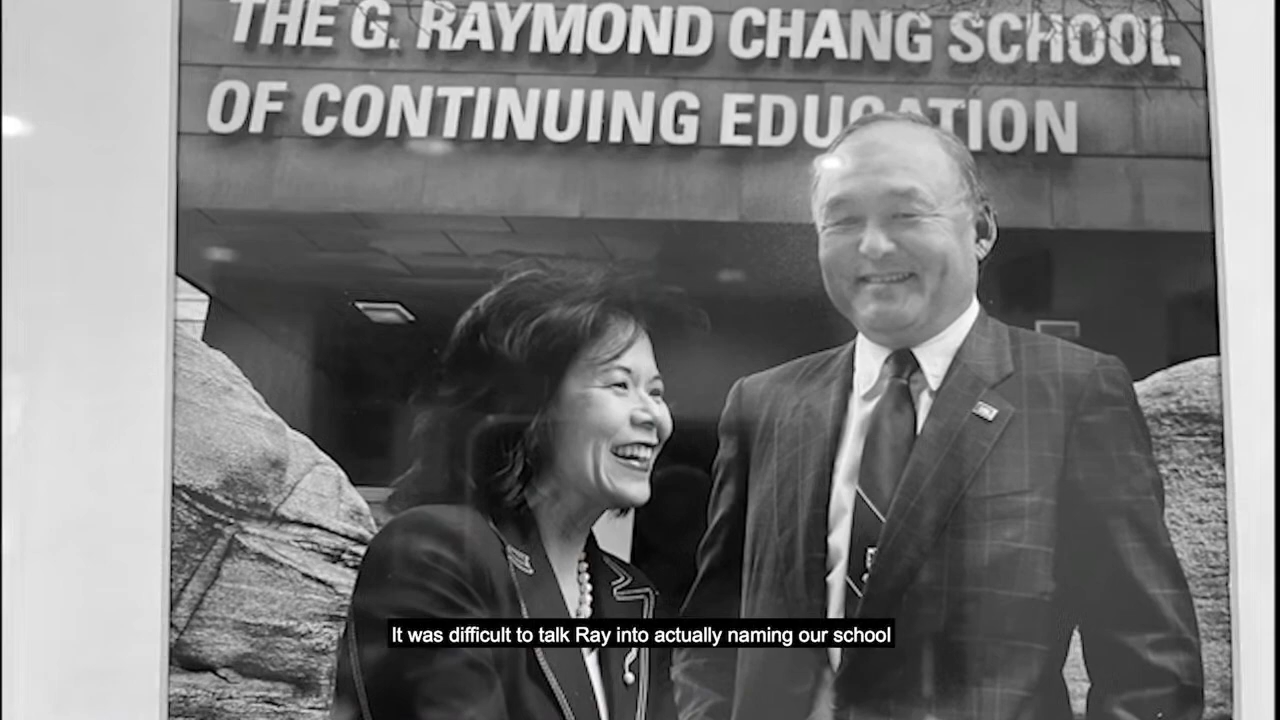 THE G. RAYMOND CHANG SCHOOL
OF CONTINUING EDUCATION
It was difficult to talk Ray into actually naming our school